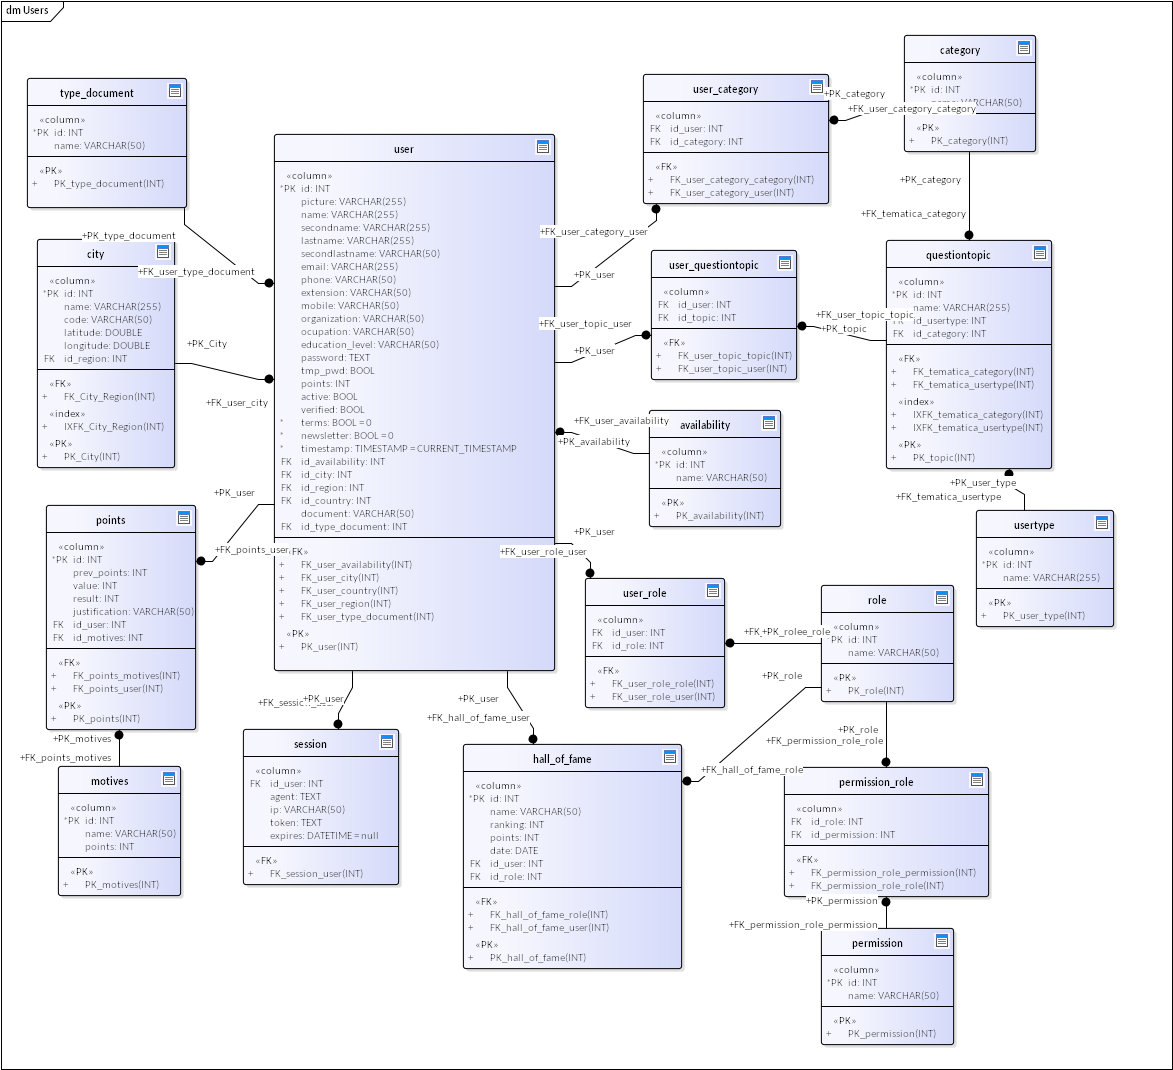 dm Users
type_document
«column»
*PK id: INT
name: VARCHAR(50)
«PK»
+ PK_type_document(INT)
+PK_type_document
+FK_user_type_document
city
«column»
*PK id: INT
name: VARCHAR(255)
code: VARCHAR(50)
latitude: DOUBLE
longitude: DOUBLE
FK id_region: INT
«FK»
+ FK_City_Region(INT)
«index»
+ IXFK_City_Region(INT)
«PK»
+ PK_City(INT)
+PK_City
+FK_user_city
user
«column»
*PK id: INT
picture: VARCHAR(255)
name: VARCHAR(255)
secondname: VARCHAR(255)
lastname: VARCHAR(255)
secondlastname: VARCHAR(50)
email: VARCHAR(255)
phone: VARCHAR(50)
extension: VARCHAR(50)
mobile: VARCHAR(50)
organization: VARCHAR(50)
ocupation: VARCHAR(50)
education_level: VARCHAR(50)
password: TEXT
tmp_pwd: BOOL
points: INT
active: BOOL
verified: BOOL
* terms: BOOL = 0
* newsletter: BOOL = 0
* timestamp: TIMESTAMP = CURRENT_TIMESTAMP
FK id_availability: INT
FK id_city: INT
FK id_region: INT
FK id_country: INT
document: VARCHAR(50)
FK id_type_document: INT
«FK»
+ FK_user_availability(INT)
+ FK_user_city(INT)
+ FK_user_country(INT)
+ FK_user_region(INT)
+ FK_user_type_document(INT)
«PK»
+ PK_user(INT)
user_category
«column»
FK id_user: INT
FK id_category: INT
«FK»
+ FK_user_category_category(INT)
+ FK_user_category_user(INT)
+PK_category
+FK_user_category_category
+FK_user_category_user
+PK_user
category
«column»
*PK id: INT
name: VARCHAR(50)
«PK»
+ PK_category(INT)
+PK_category
+FK_tematica_category
user_questiontopic
«column»
FK id_user: INT
FK id_topic: INT
«FK»
+ FK_user_topic_topic(INT)
+ FK_user_topic_user(INT)
+FK_user_topic_user
+PK_user
+FK_user_topic_topic
+PK_topic
questiontopic
«column»
*PK id: INT
name: VARCHAR(255)
FK id_usertype: INT
FK id_category: INT
«FK»
+ FK_tematica_category(INT)
+ FK_tematica_usertype(INT)
«index»
+ IXFK_tematica_category(INT)
+ IXFK_tematica_usertype(INT)
«PK»
+ PK_topic(INT)
+PK_user_type
+FK_tematica_usertype
availability
«column»
*PK id: INT
name: VARCHAR(50)
«PK»
+ PK_availability(INT)
+FK_user_availability
+PK_availability
usertype
«column»
*PK id: INT
name: VARCHAR(255)
«PK»
+ PK_user_type(INT)
+PK_user
+FK_points_user
points
«column»
*PK id: INT
prev_points: INT
value: INT
result: INT
justification: VARCHAR(50)
FK id_user: INT
FK id_motives: INT
«FK»
+ FK_points_motives(INT)
+ FK_points_user(INT)
«PK»
+ PK_points(INT)
+PK_motives
+FK_points_motives
motives
«column»
*PK id: INT
name: VARCHAR(50)
points: INT
«PK»
+ PK_motives(INT)
+PK_user
+FK_user_role_user
user_role
«column»
FK id_user: INT
FK id_role: INT
«FK»
+ FK_user_role_role(INT)
+ FK_user_role_user(INT)
role
«column»
*PK id: INT
name: VARCHAR(50)
«PK»
+ PK_role(INT)
+PK_role
+PK_role
+FK_permission_role_role
+FK_hall_of_fame_role
+PK_user
session
«column»
FK id_user: INT
agent: TEXT
ip: VARCHAR(50)
token: TEXT
expires: DATETIME = null
«FK»
+ FK_session_user(INT)
+PK_user
+FK_hall_of_fame_user
hall_of_fame
«column»
*PK id: INT
name: VARCHAR(50)
ranking: INT
points: INT
date: DATE
FK id_user: INT
FK id_role: INT
«FK»
+ FK_hall_of_fame_role(INT)
+ FK_hall_of_fame_user(INT)
«PK»
+ PK_hall_of_fame(INT)
permission_role
«column»
FK id_role: INT
FK id_permission: INT
«FK»
+ FK_permission_role_permission(INT)
+ FK_permission_role_role(INT)
+PK_permission
+FK_permission_role_permission
permission
«column»
*PK id: INT
name: VARCHAR(50)
«PK»
+ PK_permission(INT)